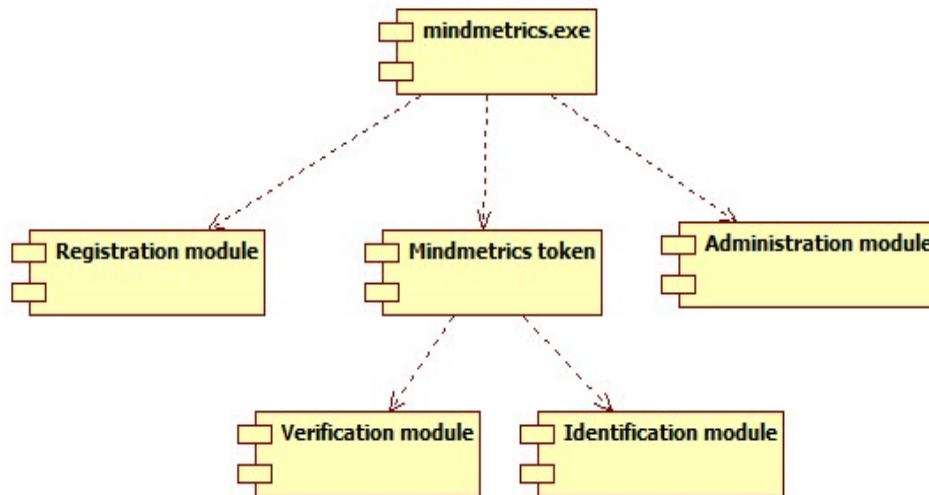 mindmetrics.exe
Registration module
Mindmetrics token
Administration module
Verification module
Identification module